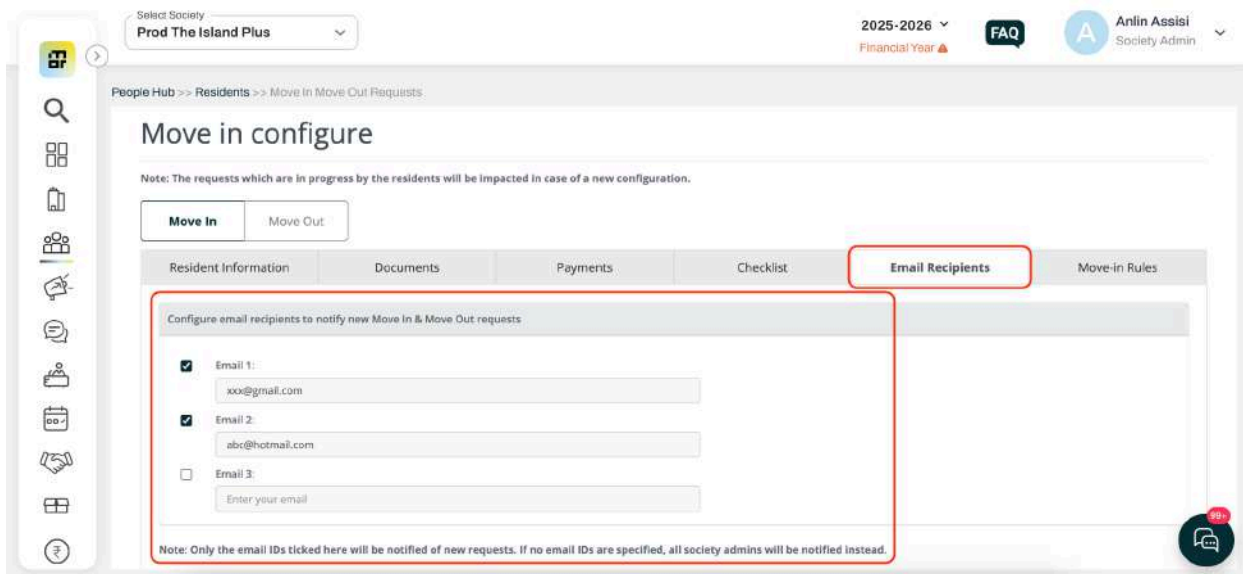 Select Society
Prod The Island Plus
2025-2026
Financial Year
FAQ
A
Anlin Assisi
Society Admin
People Hub >> Residents >> Move In Move Out Requests
Move in configure
Note: The requests which are in progress by the residents will be impacted in case of a new configuration.
Move In
Move Out
Resident Information
Documents
Payments
Checklist
Email Recipients
Move-in Rules
Configure email recipients to notify new Move In & Move Out requests
Email 1:
xxx@gmail.com
Email 2:
abc@hotmail.com
Email 3:
Enter your email
Note: Only the email IDs ticked here will be notified of new requests. If no email IDs are specified, all society admins will be notified instead.
99+